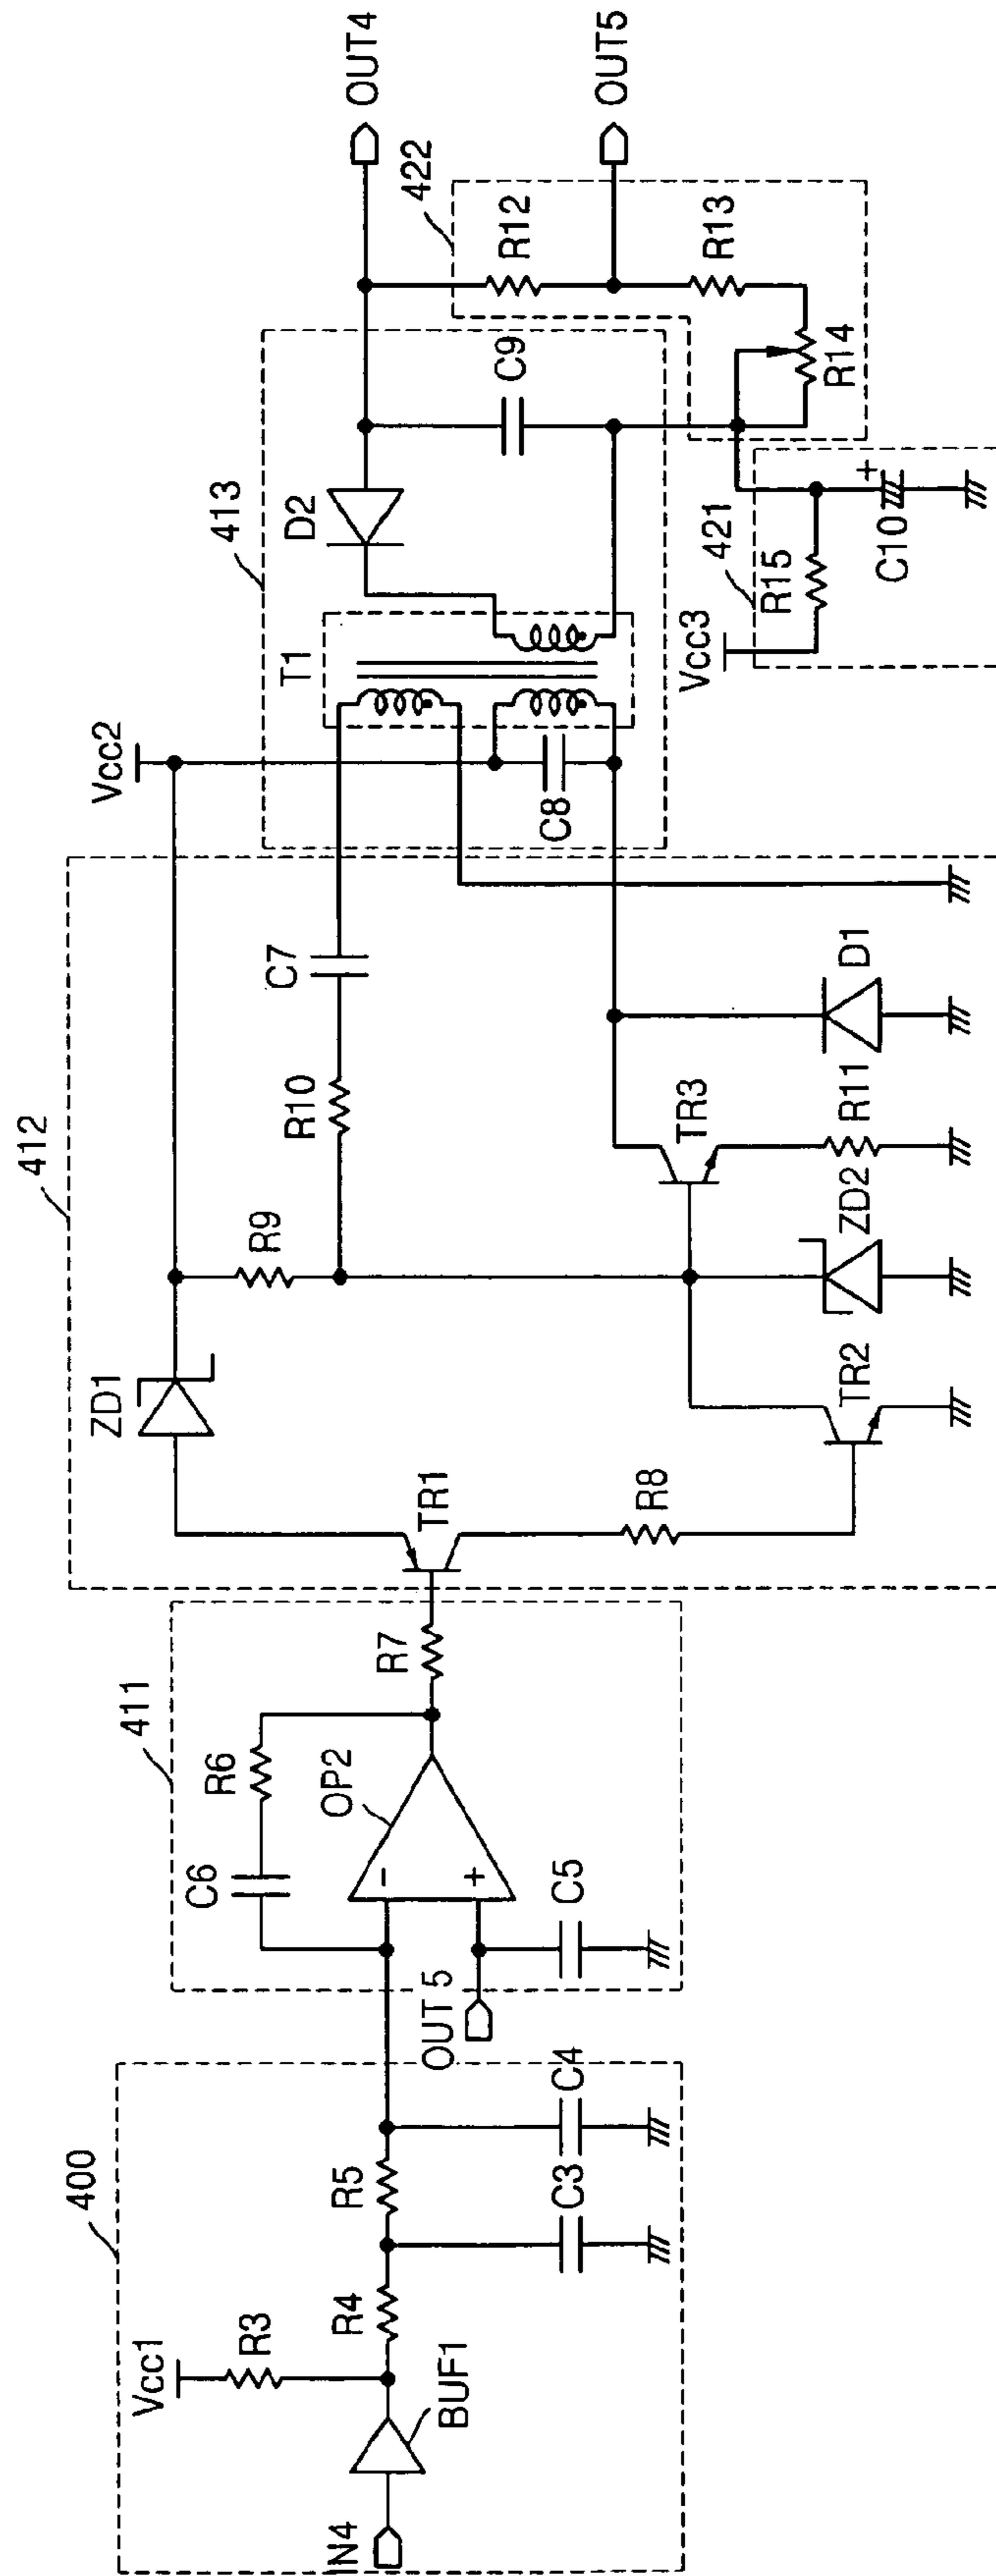 400
Vcc1
R3
IN4
BUF1
R4
R5
C3
C4
411
C6
R6
OP2
-
+
OUT 5
C5
R7
412
ZD1
TR1
R8
TR2
R9
R10
C7
TR3
ZD2
R11
D1
Vcc2
413
T1
C8
D2
C9
OUT4
422
R12
OUT5
R13
R14
Vcc3
421
R15
+
C10